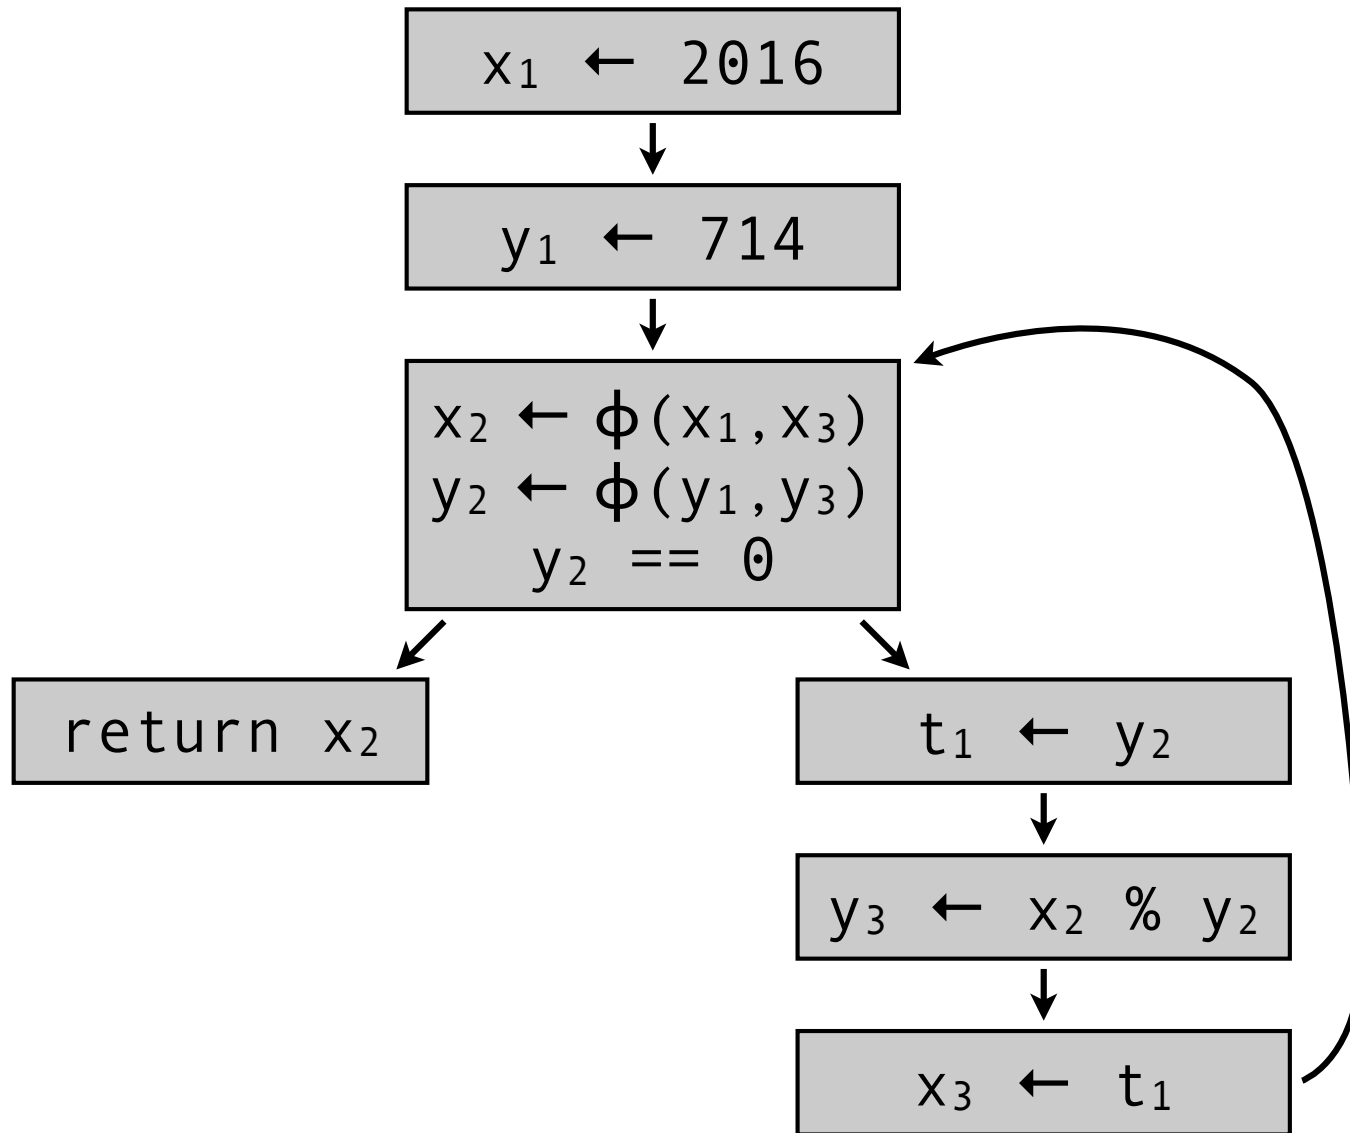 x₁ ← 2016
y₁ ← 714
x₂ ← ϕ(x₁,x₃)
y₂ ← ϕ(y₁,y₃)
y₂ == 0
return x₂
t₁ ← y₂
y₃ ← x₂ % y₂
x₃ ← t₁